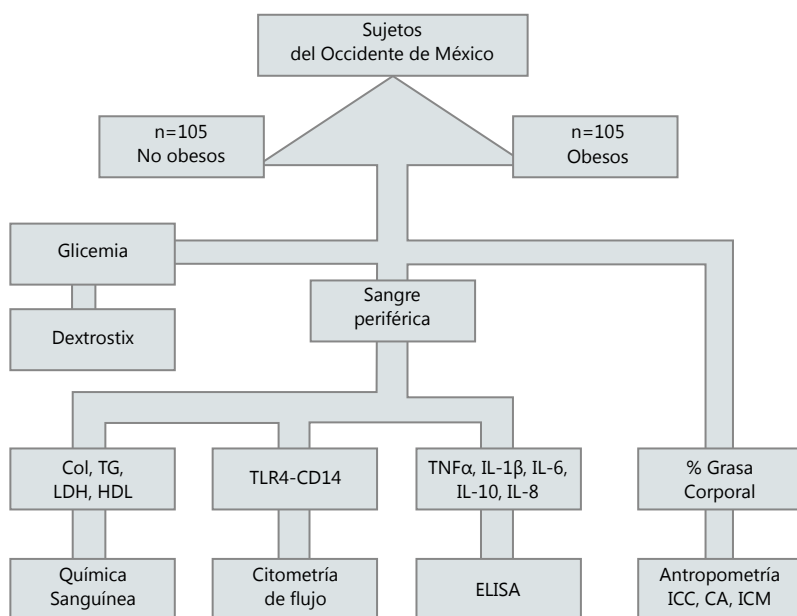 Sujetos
del Occidente de México
n=105
No obesos
n=105
Obesos
Glicemia
Dextrostix
Sangre
periférica
Col, TG,
LDH, HDL
TLR4-CD14
TNFα, IL-1β, IL-6,
IL-10, IL-8
% Grasa
Corporal
Química
Sanguínea
Citometría
de flujo
ELISA
Antropometría
ICC, CA, ICM